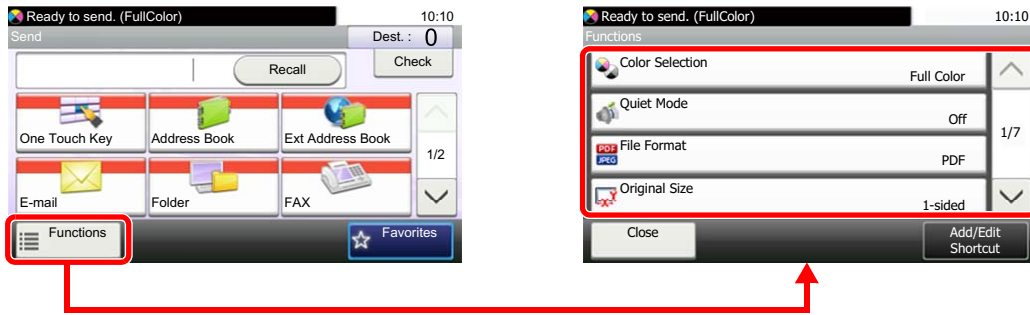 Ready to send. (FullColor) 10:10
Send Dest. : 0
Recall Check
One Touch Key Address Book Ext Address Book
1/2
E-mail Folder FAX
Functions Favorites
Ready to send. (FullColor) 10:10
Functions
Color Selection
Full Color
Quiet Mode
Off
1/7
File Format
PDF JPEG
PDF
Original Size
1-sided
Close Add/Edit
Shortcut